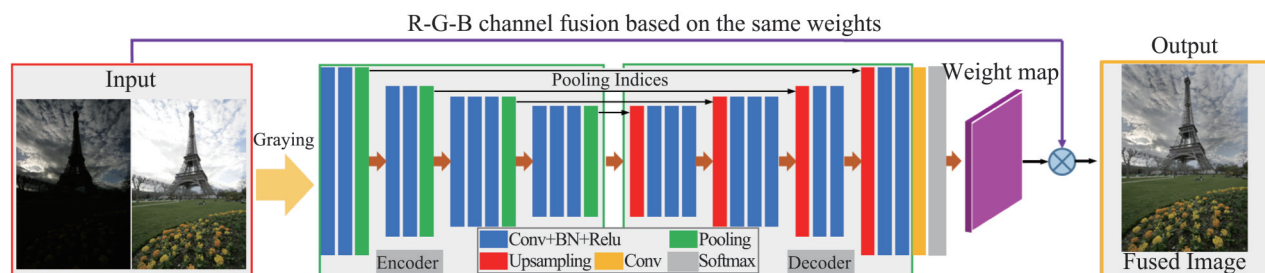 R-G-B channel fusion based on the same weights
Input
Graying
Pooling Indices
Encoder
Conv+BN+Relu
Pooling
Upsampling
Conv
Softmax
Decoder
Weight map
Output
Fused Image